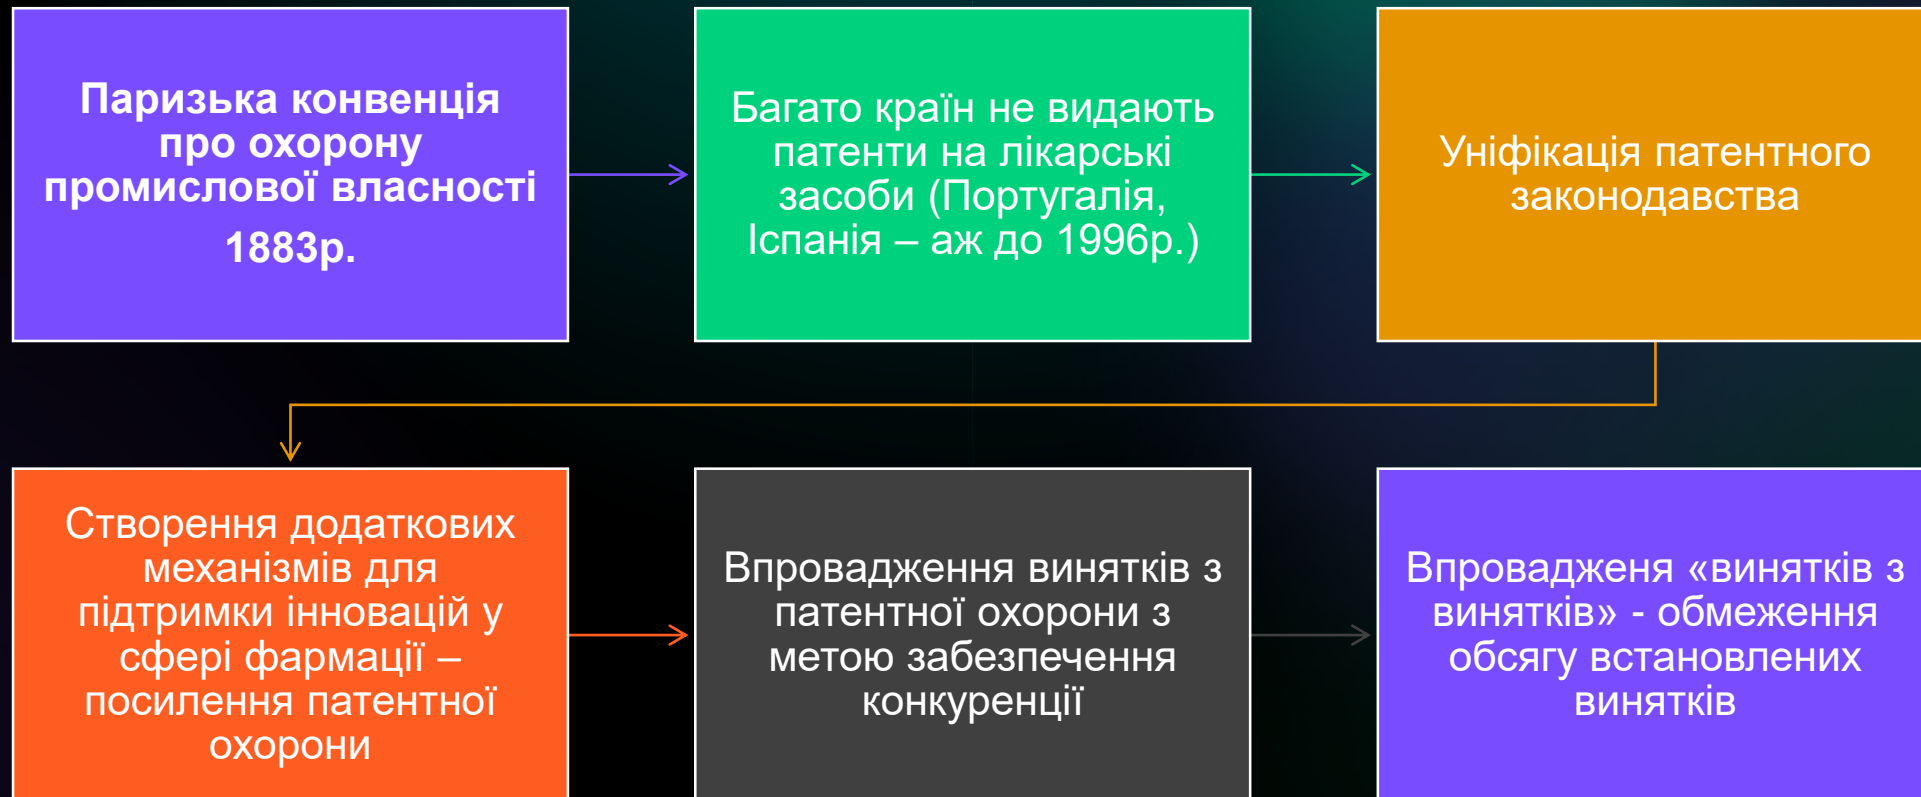 Паризька конвенція
про охорону
промислової власності
1883р.
Багато країн не видають
патенти на лікарські
засоби (Португалія,
Іспанія – аж до 1996р.)
Уніфікація патентного
законодавства
Створення додаткових
механізмів для
підтримки інновацій у
сфері фармації –
посилення патентної
охорони
Впровадження винятків з
патентної охорони з
метою забезпечення
конкуренції
Впровадженя «винятків з
винятків» - обмеження
обсягу встановлених
винятків